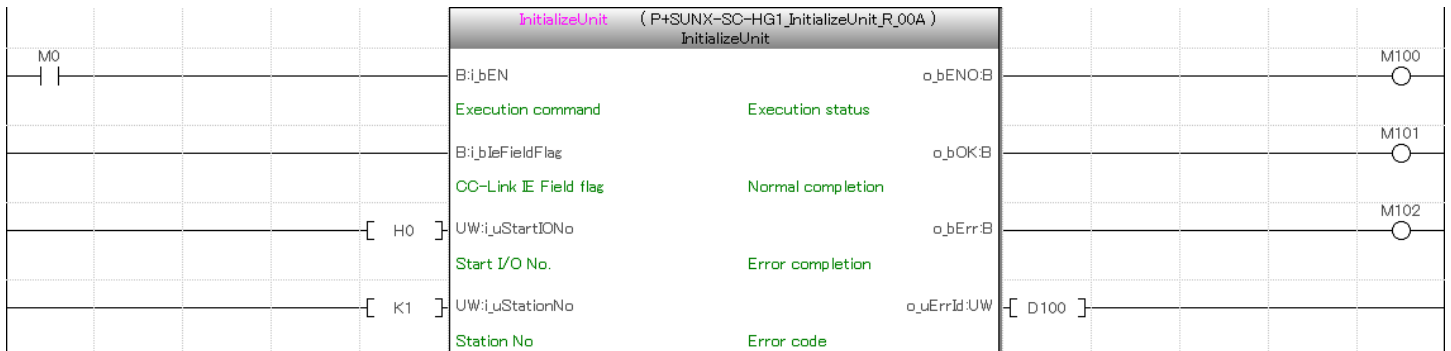 InitializeUnit ( P+SUNX-SC-HG1_InitializeUnit_R_00A )
InitializeUnit
M0
M100
B:i_bEN
o_bENO:B
Execution command
Execution status
M101
B:i_bIeFieldFlag
o_bOK:B
CC-Link IE Field flag
Normal completion
M102
H0
UW:i_uStartIONo
o_bErr:B
Start I/O No.
Error completion
K1
UW:i_uStationNo
o_uErrId:UW
D100
Station No
Error code